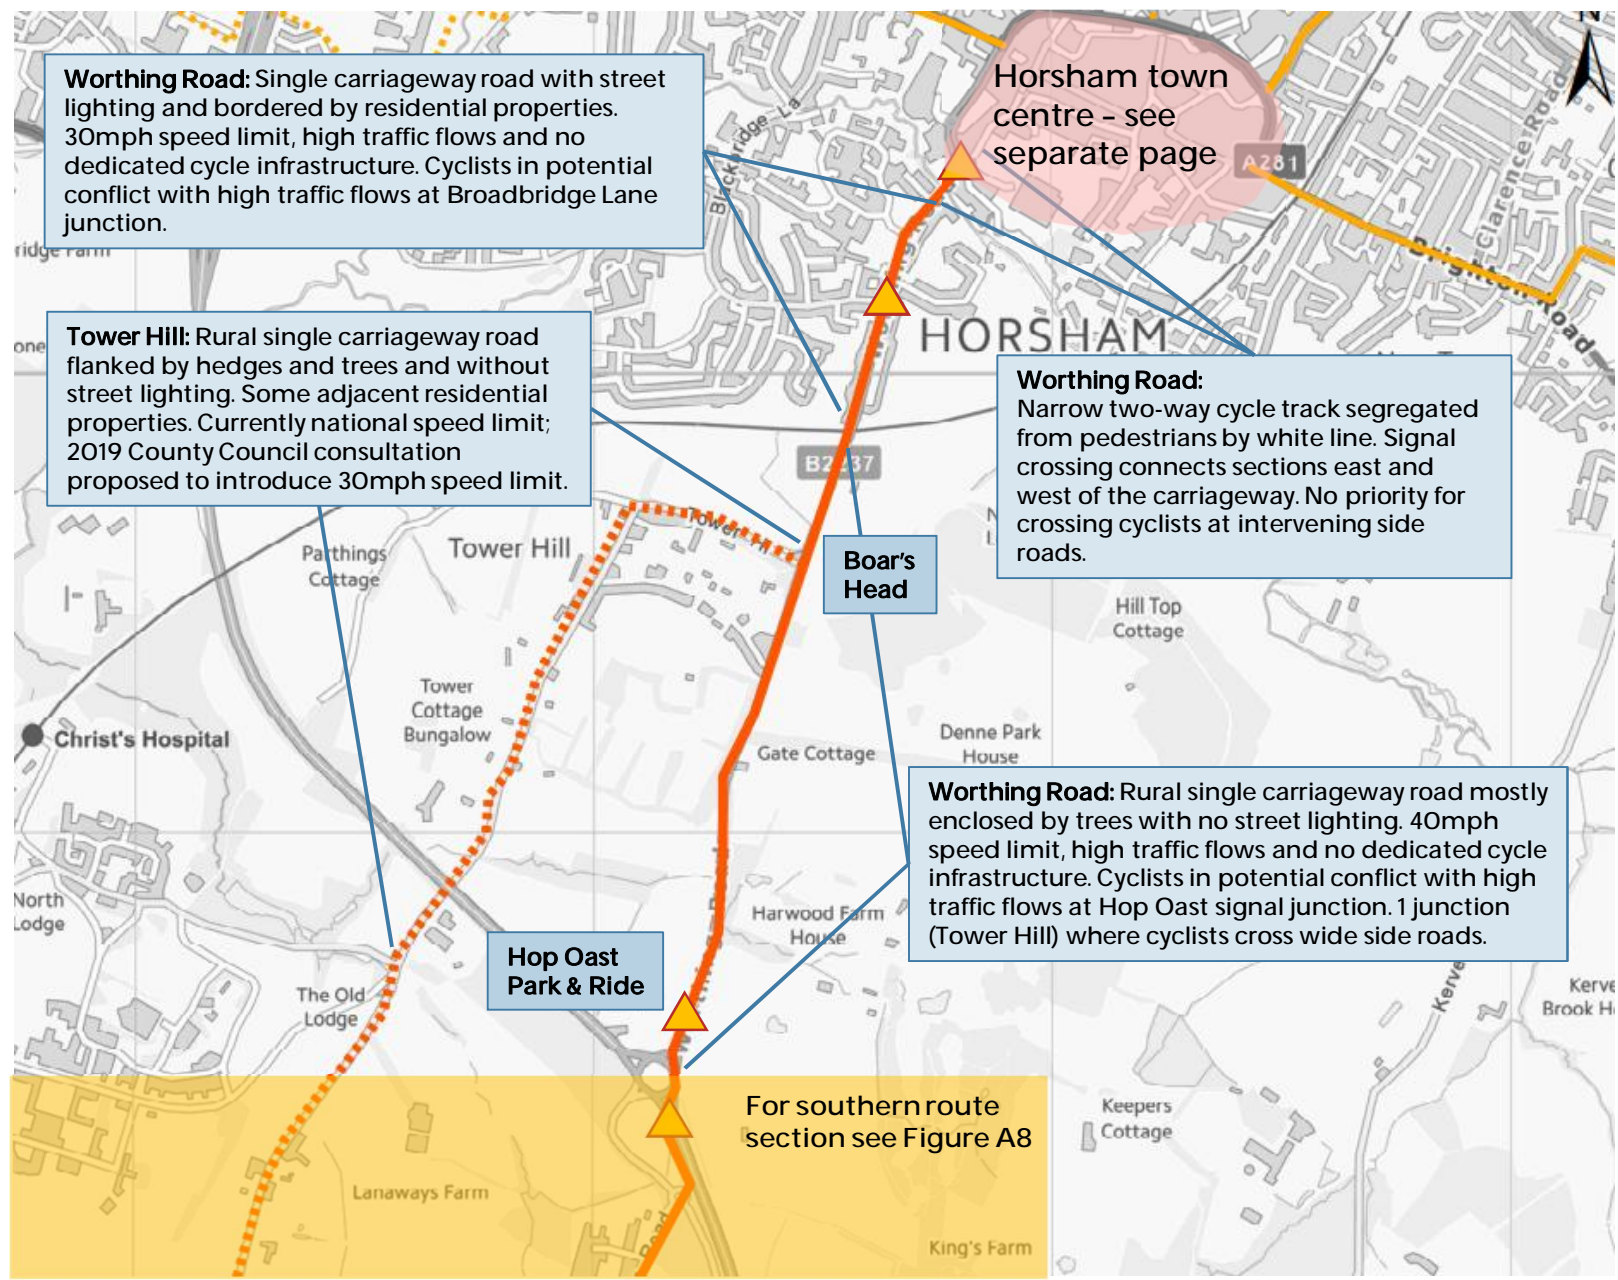 N
Worthing Road: Single carriageway road with street
lighting and bordered by residential properties.
30mph speed limit, high traffic flows and no
dedicated cycle infrastructure. Cyclists in potential
conflict with high traffic flows at Broadbridge Lane
junction.
Horsham town
centre – see
separate page
A281
Clarence Road
Brighton Road
ridge Farm
HORSHAM
Tower Hill: Rural single carriageway road
flanked by hedges and trees and without
street lighting. Some adjacent residential
properties. Currently national speed limit;
2019 County Council consultation
proposed to introduce 30mph speed limit.
Worthing Road:
Narrow two-way cycle track segregated
from pedestrians by white line. Signal
crossing connects sections east and
west of the carriageway. No priority for
crossing cyclists at intervening side
roads.
Parthings
Cottage
Tower Hill
Boar's
Head
Hill Top
Cottage
Tower
Cottage
Bungalow
Christ's Hospital
Gate Cottage
Denne Park
House
Worthing Road: Rural single carriageway road mostly
enclosed by trees with no street lighting. 40mph
speed limit, high traffic flows and no dedicated cycle
infrastructure. Cyclists in potential conflict with high
traffic flows at Hop Oast signal junction. 1 junction
(Tower Hill) where cyclists cross wide side roads.
North
Lodge
Harwood Farm
House
Hop Oast
Park & Ride
The Old
Lodge
Kerve
Kerve
Brook H
For southern route
section see Figure A8
Keepers
Cottage
Lanaways Farm
Road
King's Farm